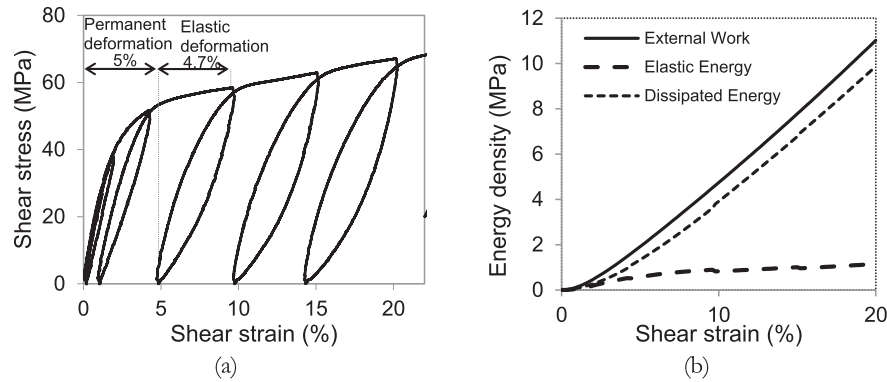 80
60
40
20
0
Shear stress (MPa)
Permanent
deformation
5%
Elastic
deformation
4.7%
0 5 10 15 20
Shear strain (%)
(a)
12
10
8
6
4
2
0
Energy density (MPa)
External Work
Elastic Energy
Dissipated Energy
0 10 20
Shear strain (%)
(b)